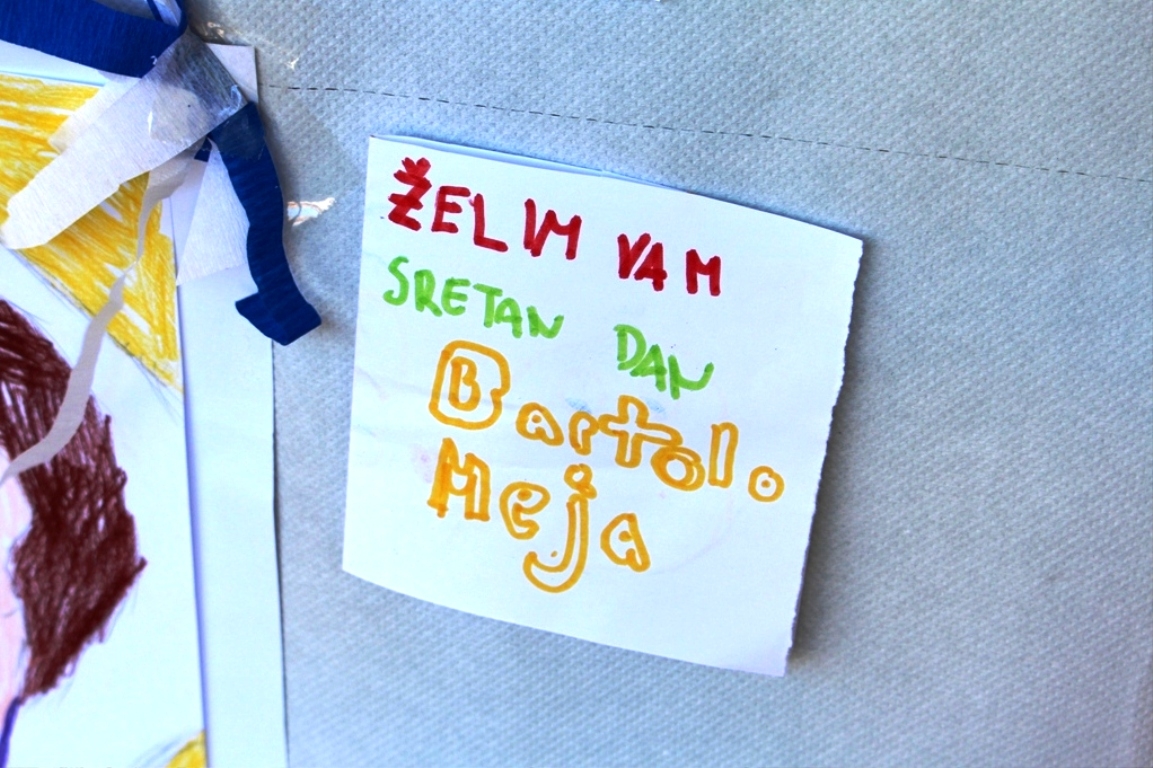 ŽELIM VAM
SRETAN DAN
Bartolo
Meja